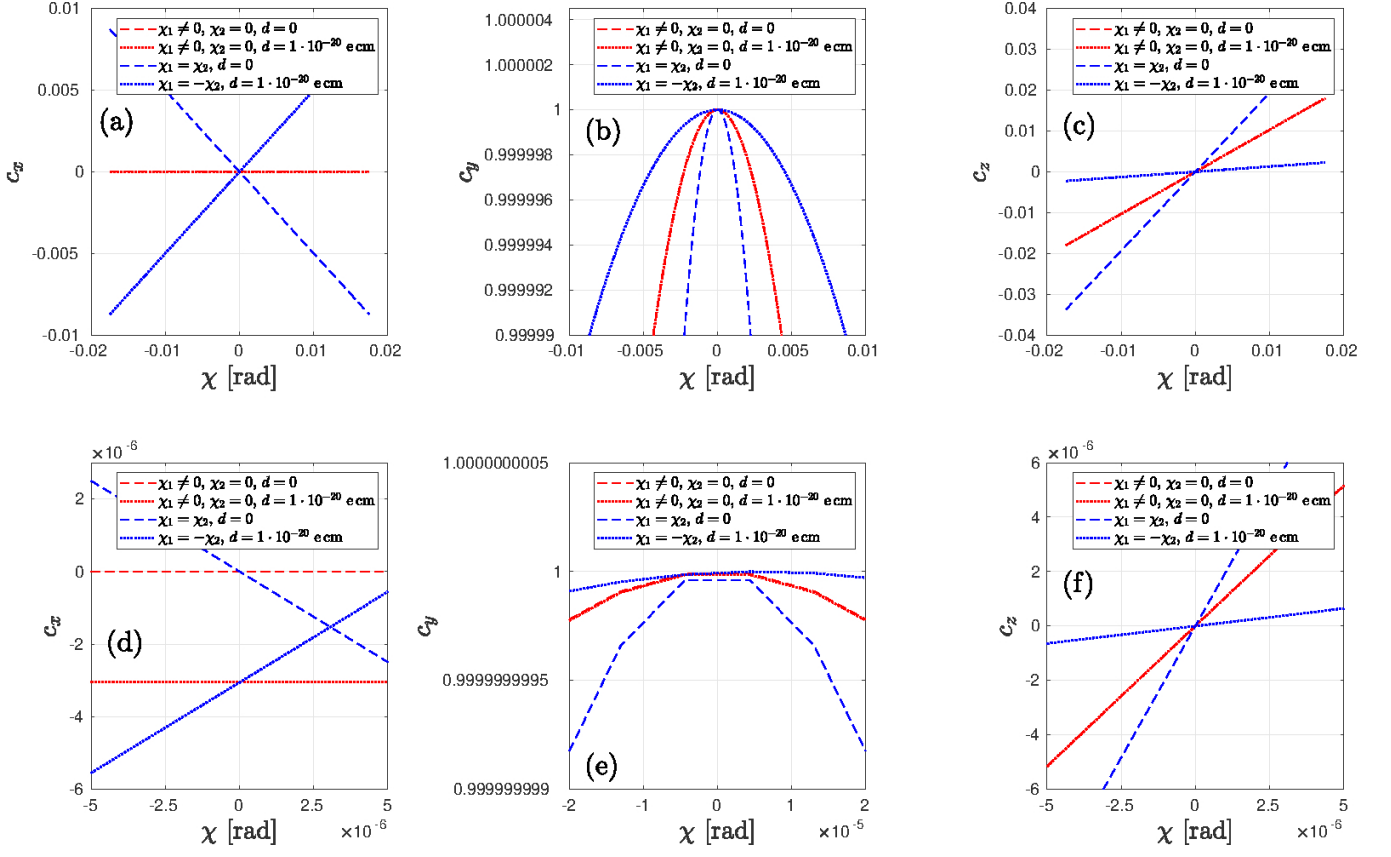 0.01
0.005
0
-0.005
-0.01
-0.02
-0.01
0
0.01
0.02
c_x
χ [rad]
(a)
χ₁ ≠ 0, χ₂ = 0, d = 0
χ₁ ≠ 0, χ₂ = 0, d = 1 · 10⁻²⁰ e cm
χ₁ = χ₂, d = 0
χ₁ = −χ₂, d = 1 · 10⁻²⁰ e cm
1.000004
1.000002
1
0.999998
0.999996
0.999994
0.999992
0.99999
-0.01
-0.005
0
0.005
0.01
c_y
χ [rad]
(b)
χ₁ ≠ 0, χ₂ = 0, d = 0
χ₁ ≠ 0, χ₂ = 0, d = 1 · 10⁻²⁰ e cm
χ₁ = χ₂, d = 0
χ₁ = −χ₂, d = 1 · 10⁻²⁰ e cm
0.04
0.03
0.02
0.01
0
-0.01
-0.02
-0.03
-0.04
-0.02
-0.01
0
0.01
0.02
c_z
χ [rad]
(c)
χ₁ ≠ 0, χ₂ = 0, d = 0
χ₁ ≠ 0, χ₂ = 0, d = 1 · 10⁻²⁰ e cm
χ₁ = χ₂, d = 0
χ₁ = −χ₂, d = 1 · 10⁻²⁰ e cm
×10⁻⁶
2
0
-2
-4
-6
-5
-2.5
0
2.5
5
×10⁻⁶
c_x
χ [rad]
(d)
χ₁ ≠ 0, χ₂ = 0, d = 0
χ₁ ≠ 0, χ₂ = 0, d = 1 · 10⁻²⁰ e cm
χ₁ = χ₂, d = 0
χ₁ = −χ₂, d = 1 · 10⁻²⁰ e cm
1.0000000005
1
0.9999999995
0.999999999
-2
-1
0
1
2
×10⁻⁵
c_y
χ [rad]
(e)
χ₁ ≠ 0, χ₂ = 0, d = 0
χ₁ ≠ 0, χ₂ = 0, d = 1 · 10⁻²⁰ e cm
χ₁ = χ₂, d = 0
χ₁ = −χ₂, d = 1 · 10⁻²⁰ e cm
×10⁻⁶
6
4
2
0
-2
-4
-6
-5
-2.5
0
2.5
5
×10⁻⁶
c_z
χ [rad]
(f)
χ₁ ≠ 0, χ₂ = 0, d = 0
χ₁ ≠ 0, χ₂ = 0, d = 1 · 10⁻²⁰ e cm
χ₁ = χ₂, d = 0
χ₁ = −χ₂, d = 1 · 10⁻²⁰ e cm